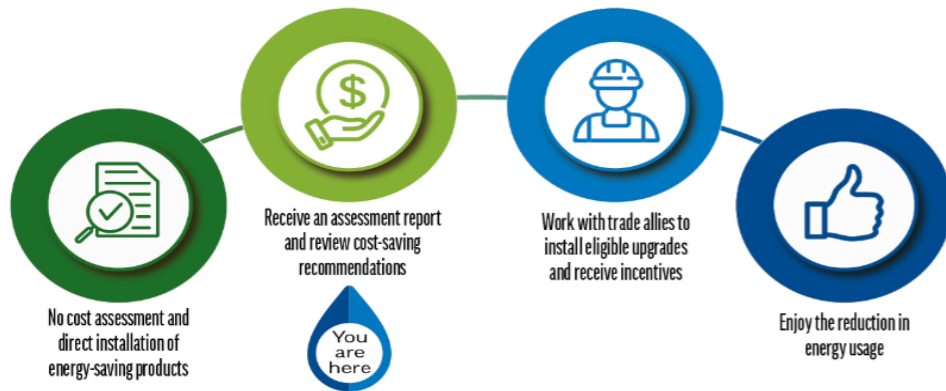 No cost assessment and
direct installation of
energy-saving products
$
Receive an assessment report
and review cost-saving
recommendations
You
are
here
Work with trade allies to
install eligible upgrades
and receive incentives
Enjoy the reduction in
energy usage